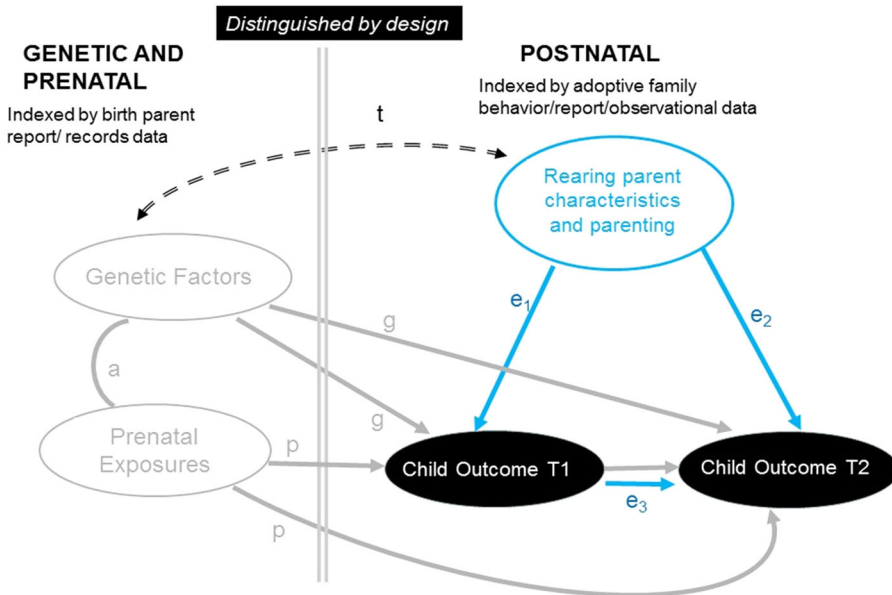 Distinguished by design
GENETIC AND
PRENATAL
Indexed by birth parent
report/ records data
POSTNATAL
Indexed by adoptive family
behavior/report/observational data
t
Rearing parent
characteristics
and parenting
Genetic Factors
e1
e2
g
a
g
Prenatal
Exposures
p
Child Outcome T1
Child Outcome T2
e3
p